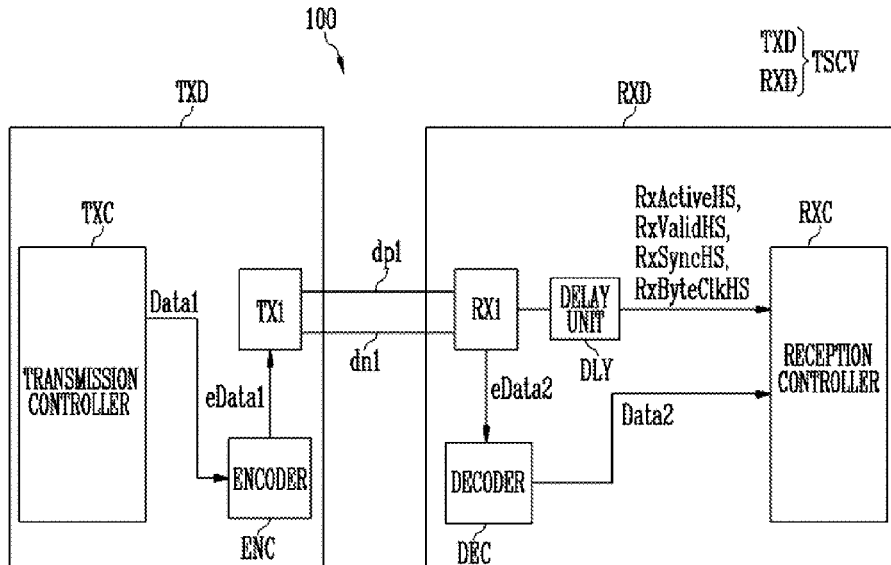 100
TXD
RXD
TSCV
TXD
RXD
TXC
RxActiveHS,
RxValidHS,
RxSyncHS,
RxByteClkHS
RXC
Data1
dp1
TX1
RX1
DELAY
UNIT
dn1
DLY
TRANSMISSION
CONTROLLER
RECEPTION
CONTROLLER
eData1
eData2
Data2
ENCODER
DECODER
ENC
DEC